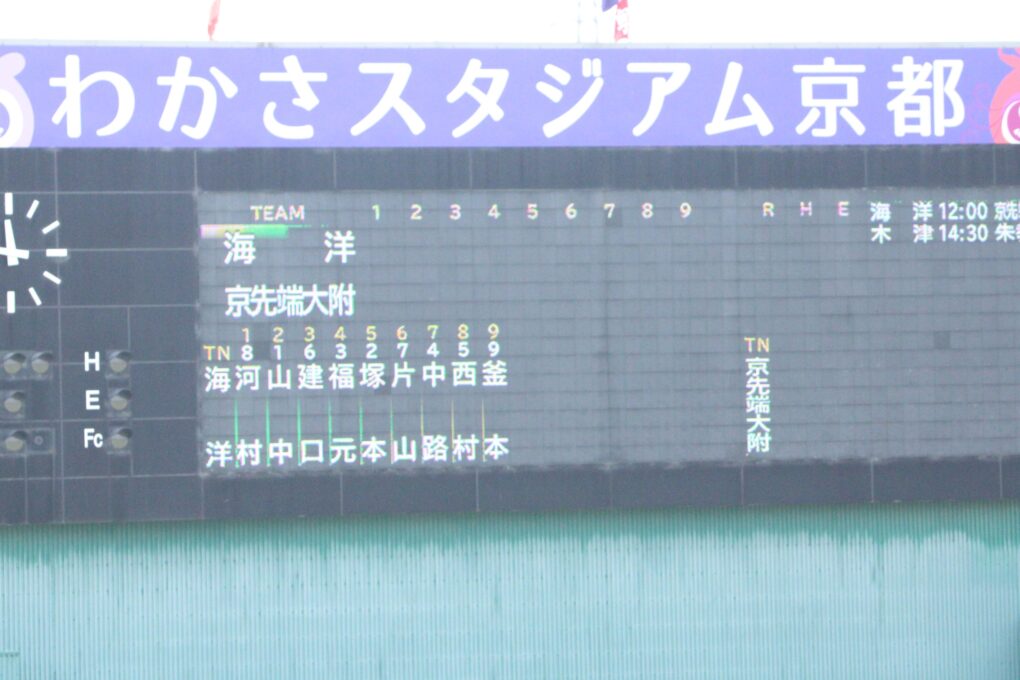 わかさスタジアム京都
TEAM 1 2 3 4 5 6 7 8 9 R H E
海洋
京先端大附
海洋 12:00 京先
木津 14:30 朱
1 2 3 4 5 6 7 8 9
TN 8 1 6 3 2 7 4 5 9
海洋
河村
山中
建口
福元
塚本
片山
中路
西村
釜本
TN
京先端大附
H
E
Fc